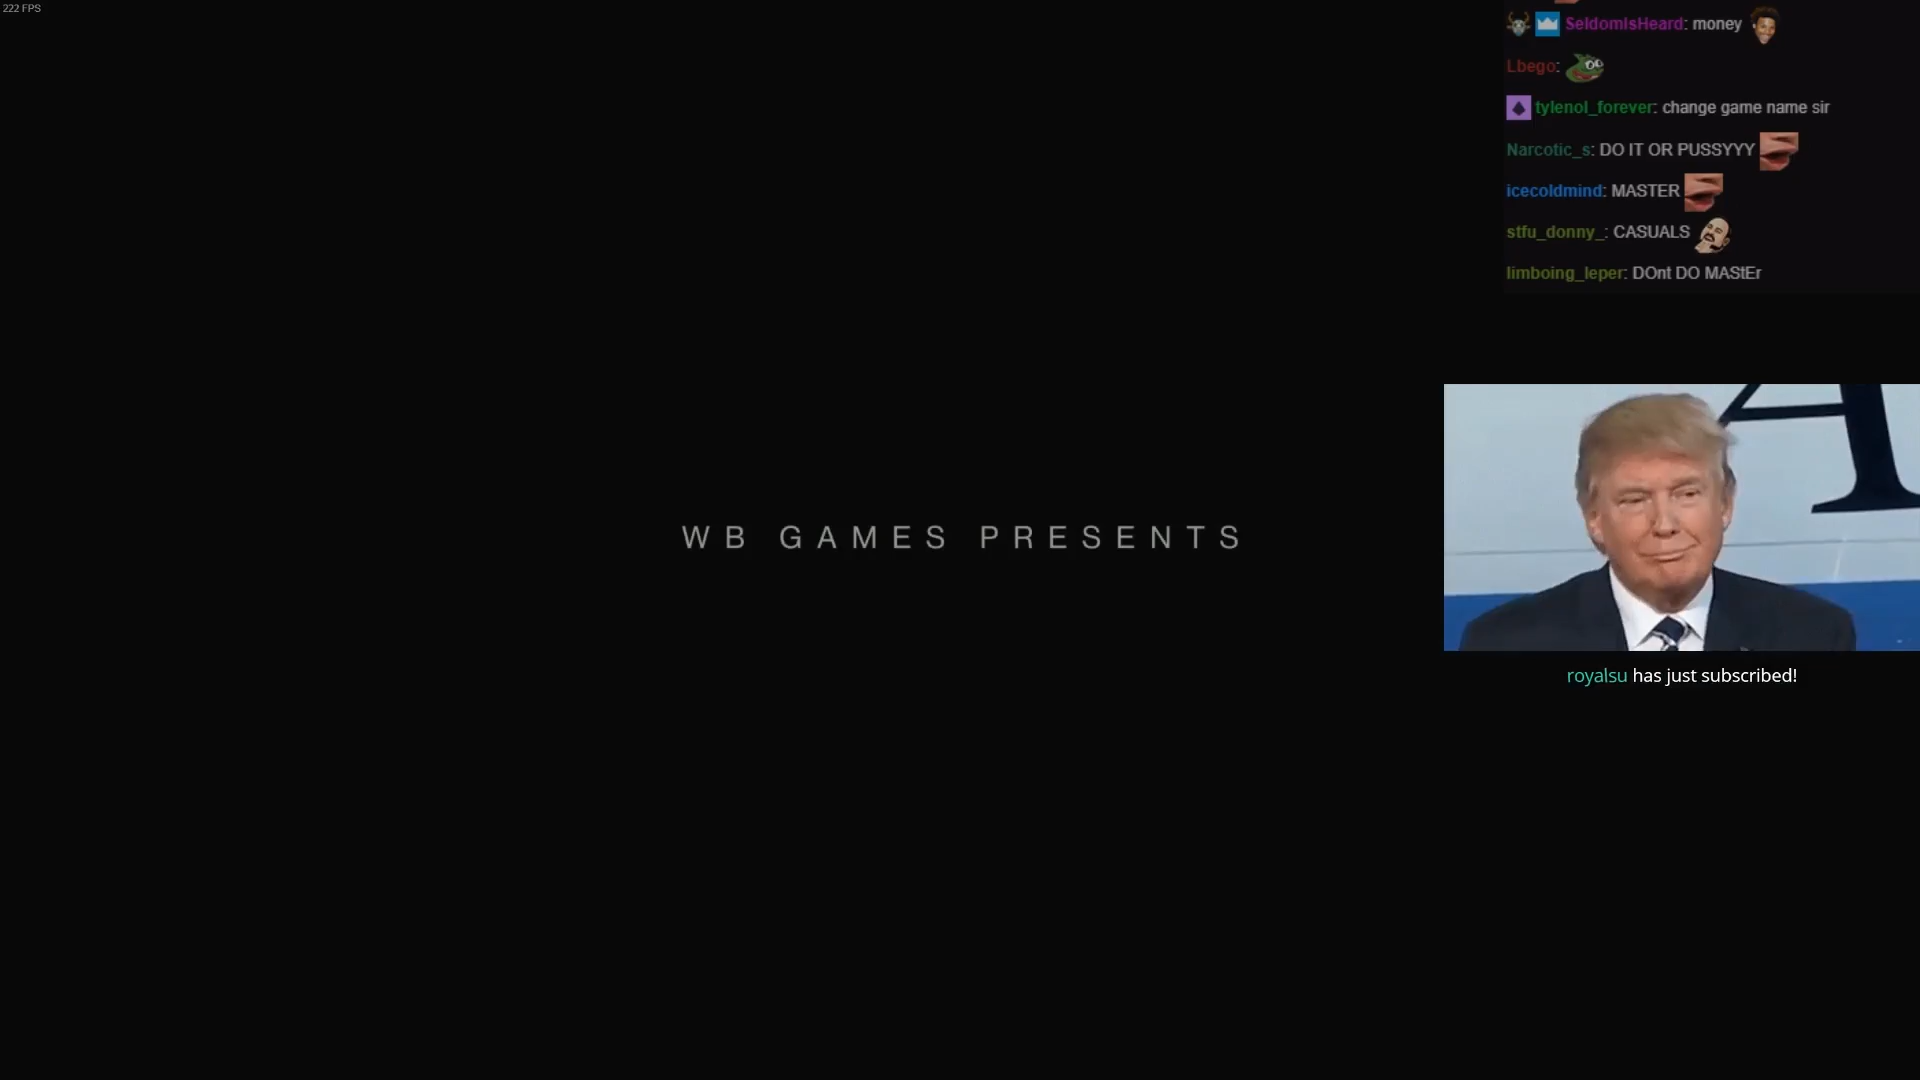 222 FPS
SeldomIsHeard: money
Lbego:
tylenol_forever: change game name sir
Narcotic_s: DO IT OR PUSSYYY
icecoldmind: MASTER
stfu_donny_: CASUALS
limboing_leper: DOnt DO MAStEr
WB GAMES PRESENTS
A
royalsu has just subscribed!